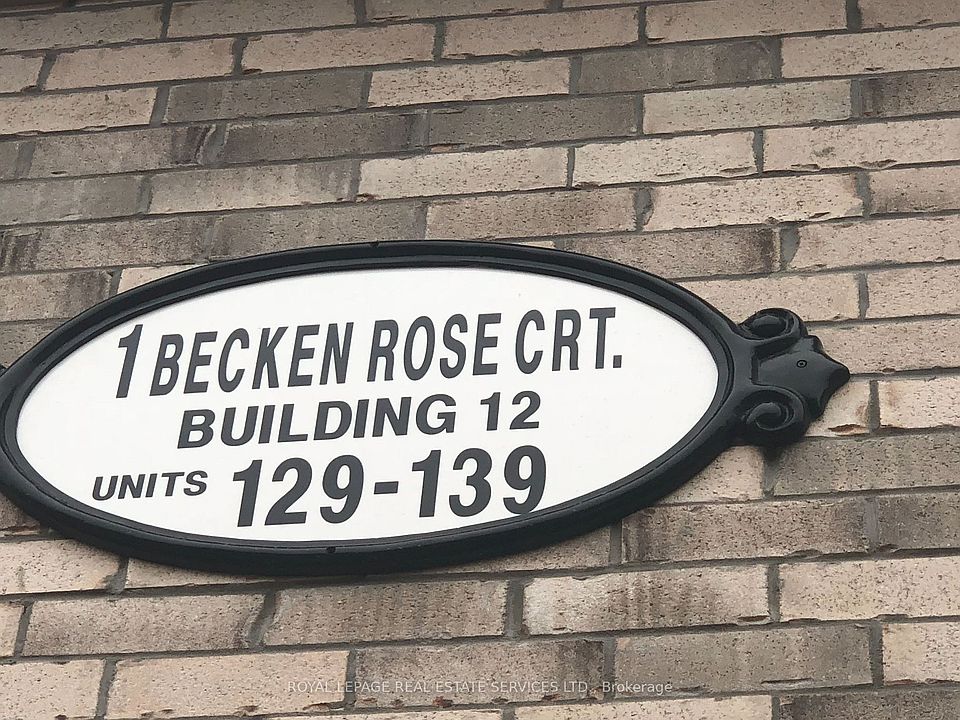 1 BECKEN ROSE CRT.
BUILDING 12
UNITS 129-139
ROYAL LEPAGE REAL ESTATE SERVICES LTD., Brokerage